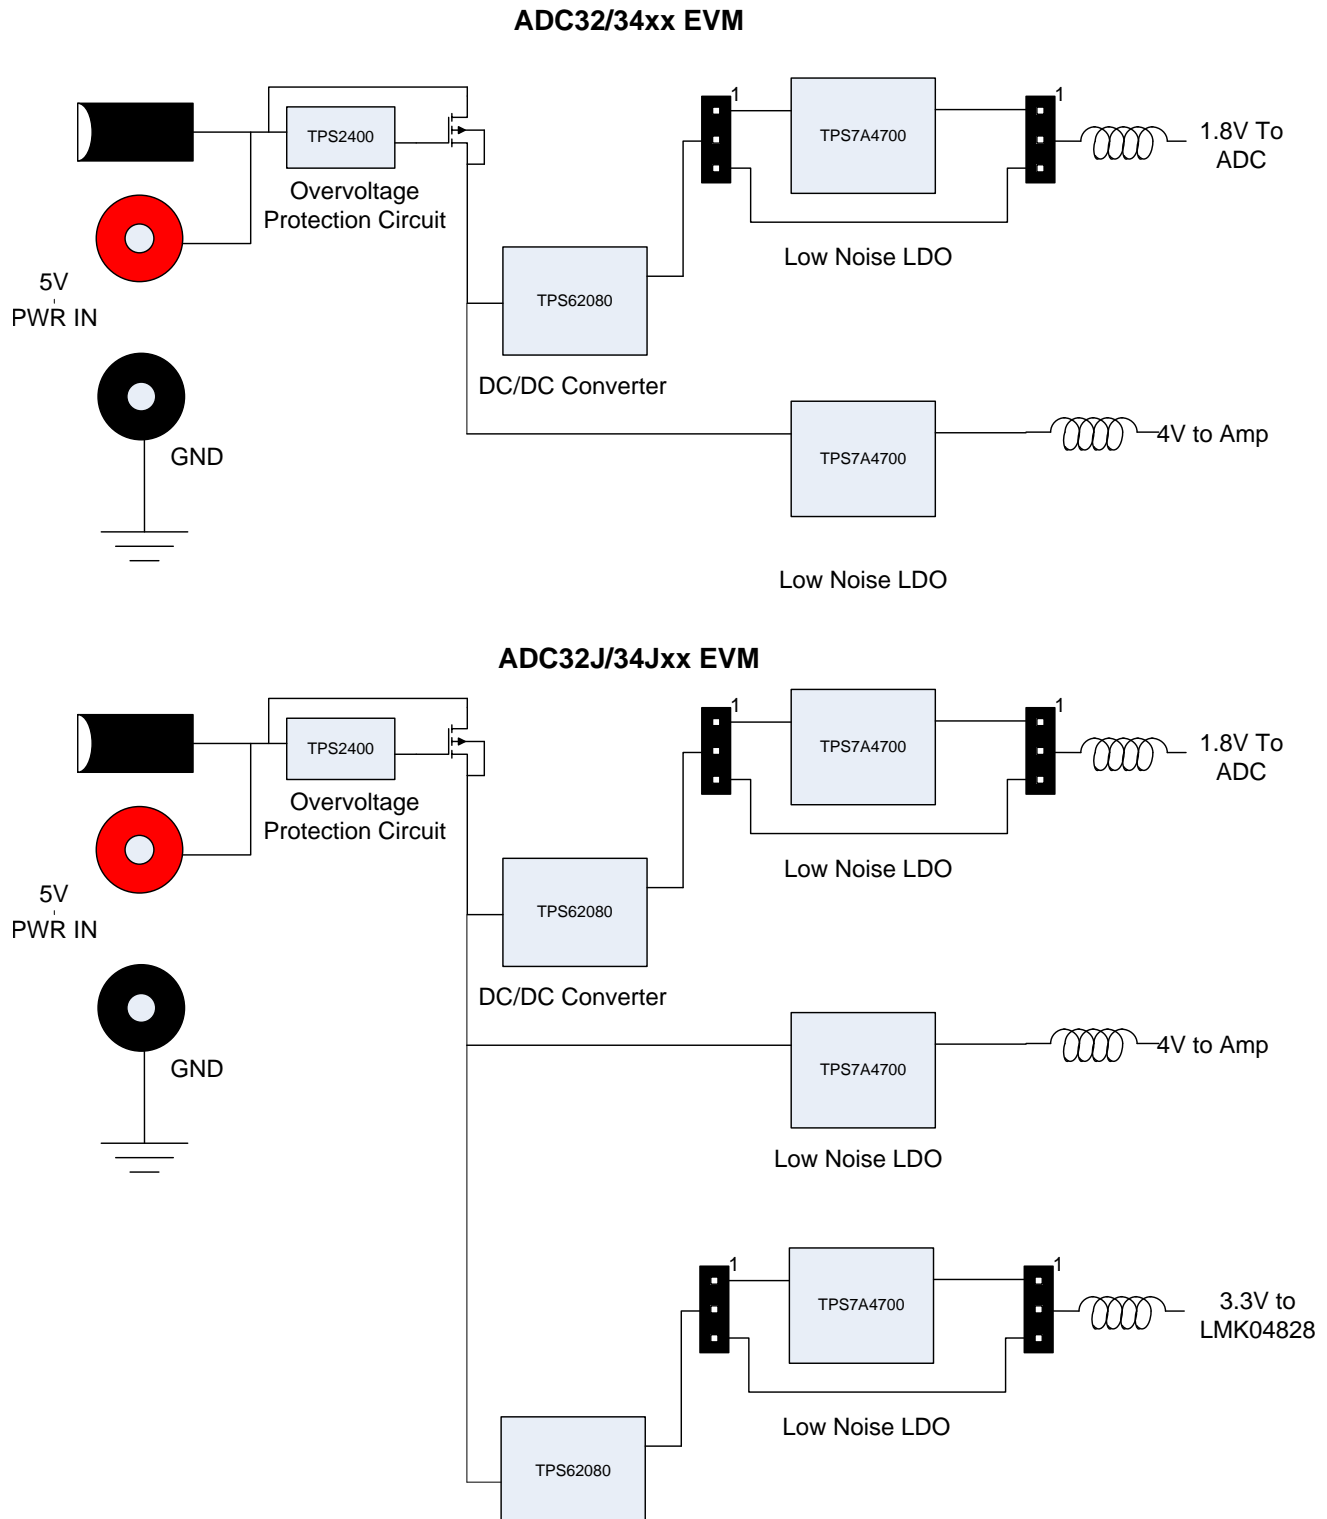 ADC32/34xx EVM
1
TPS7A4700
1
1.8V To
ADC
TPS2400
Overvoltage
Protection Circuit
Low Noise LDO
5V
PWR IN
TPS62080
DC/DC Converter
TPS7A4700
4V to Amp
GND
Low Noise LDO
ADC32J/34Jxx EVM
1
TPS7A4700
1
1.8V To
ADC
TPS2400
Overvoltage
Protection Circuit
Low Noise LDO
5V
PWR IN
TPS62080
DC/DC Converter
TPS7A4700
4V to Amp
GND
Low Noise LDO
1
TPS7A4700
1
3.3V to
LMK04828
Low Noise LDO
TPS62080